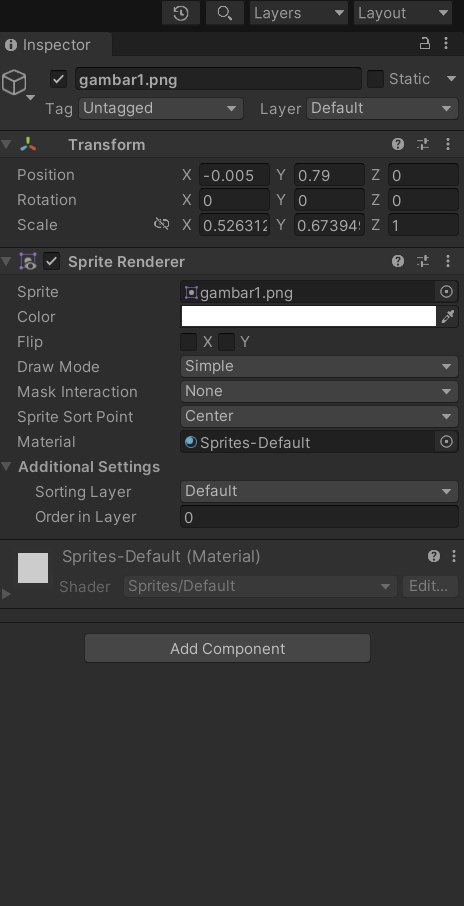 Layers Layout
Inspector
gambar1.png Static
Tag Untagged Layer Default
Transform
Position X -0.005 Y 0.79 Z 0
Rotation X 0 Y 0 Z 0
Scale X 0.526312 Y 0.67394 Z 1
Sprite Renderer
Sprite gambar1.png
Color
Flip X Y
Draw Mode Simple
Mask Interaction None
Sprite Sort Point Center
Material Sprites-Default
Additional Settings
Sorting Layer Default
Order in Layer 0
Sprites-Default (Material)
Shader Sprites/Default Edit...
Add Component